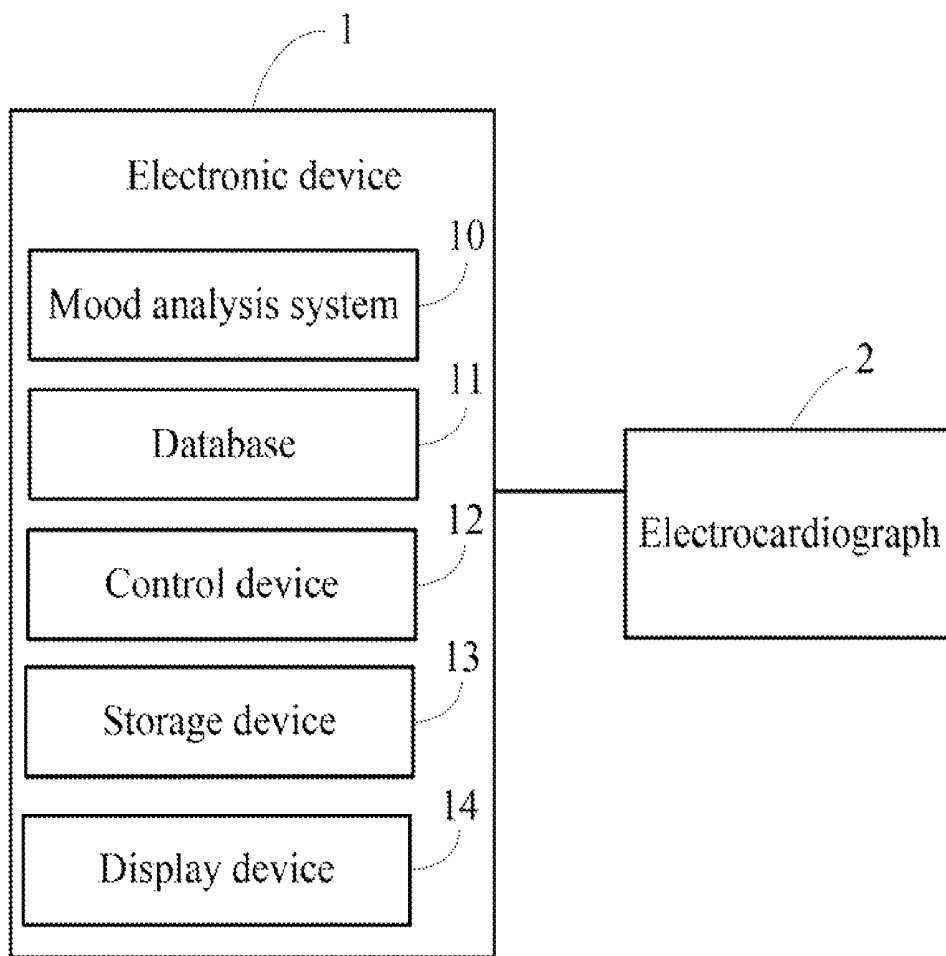 1
Electronic device
10
Mood analysis system
11
Database
12
Control device
13
Storage device
14
Display device
2
Electrocardiograph